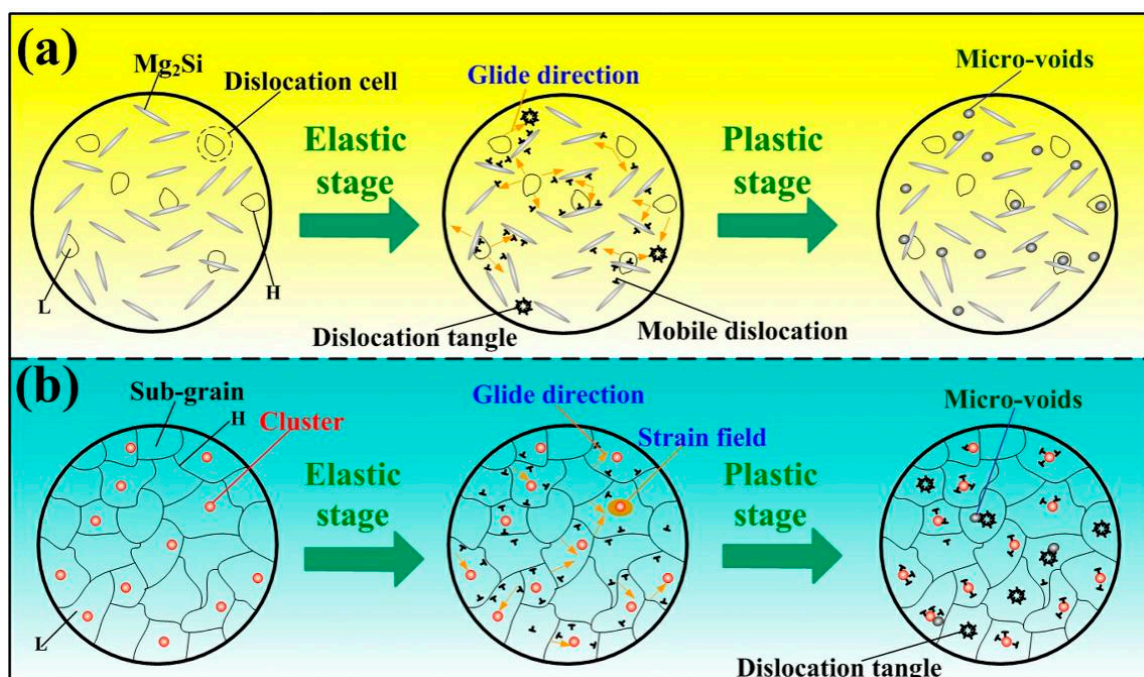 (a)
Mg₂Si
Dislocation cell
Elastic
stage
L
H
Glide direction
Dislocation tangle
Mobile dislocation
Plastic
stage
Micro-voids
(b)
Sub-grain
H
Cluster
L
Elastic
stage
Glide direction
Strain field
Plastic
stage
Micro-voids
Dislocation tangle